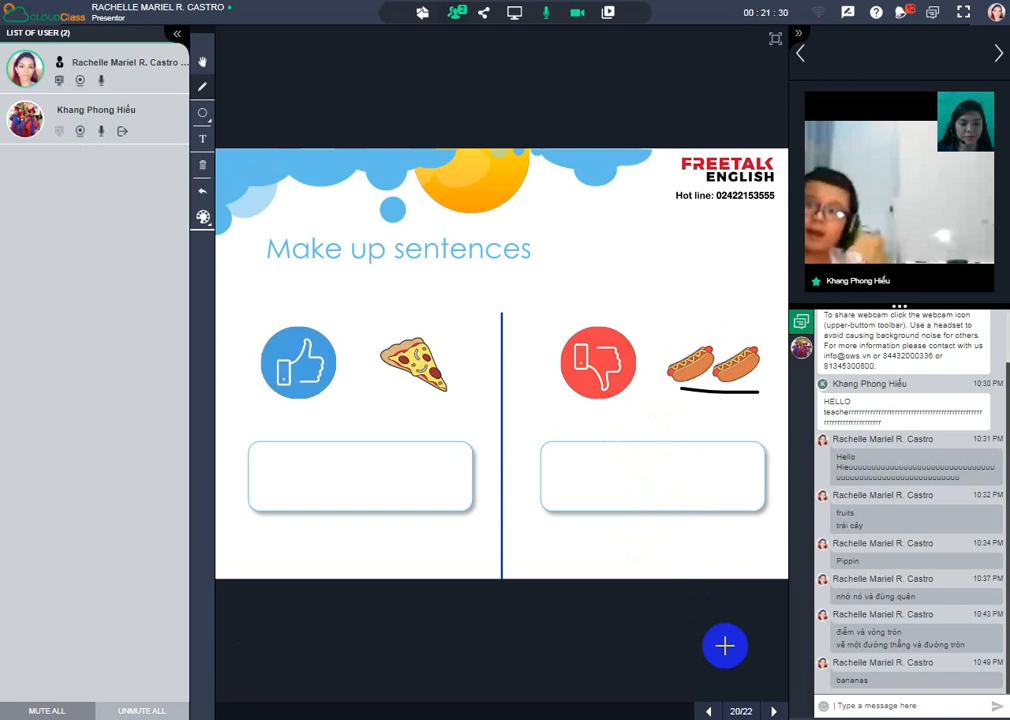 CLOUDClass
RACHELLE MARIEL R. CASTRO
Presentor
2
00 : 21 : 30
LIST OF USER (2)
Rachelle Mariel R. Castro ...
Khang Phong Hiếu
T
FREETALK
ENGLISH
Hot line: 02422153555
Make up sentences
Khang Phong Hiếu
To share webcam click the webcam icon
(upper-buttom toolbar). Use a headset to
avoid causing background noise for others.
For more information please contact with us
info@ows.vn or 84432000336 or
81345300800.
K
Khang Phong Hiếu
10:30 PM
HELLO
Rachelle Mariel R. Castro
10:31 PM
Hello
Rachelle Mariel R. Castro
10:32 PM
fruits
trái cây
Rachelle Mariel R. Castro
10:34 PM
Pippin
Rachelle Mariel R. Castro
10:37 PM
nhớ nó và đừng quên
Rachelle Mariel R. Castro
10:43 PM
điểm và vòng tròn
vẽ một đường thẳng và đường tròn
Rachelle Mariel R. Castro
10:49 PM
bananas
MUTE ALL
UNMUTE ALL
20/22
Type a message here